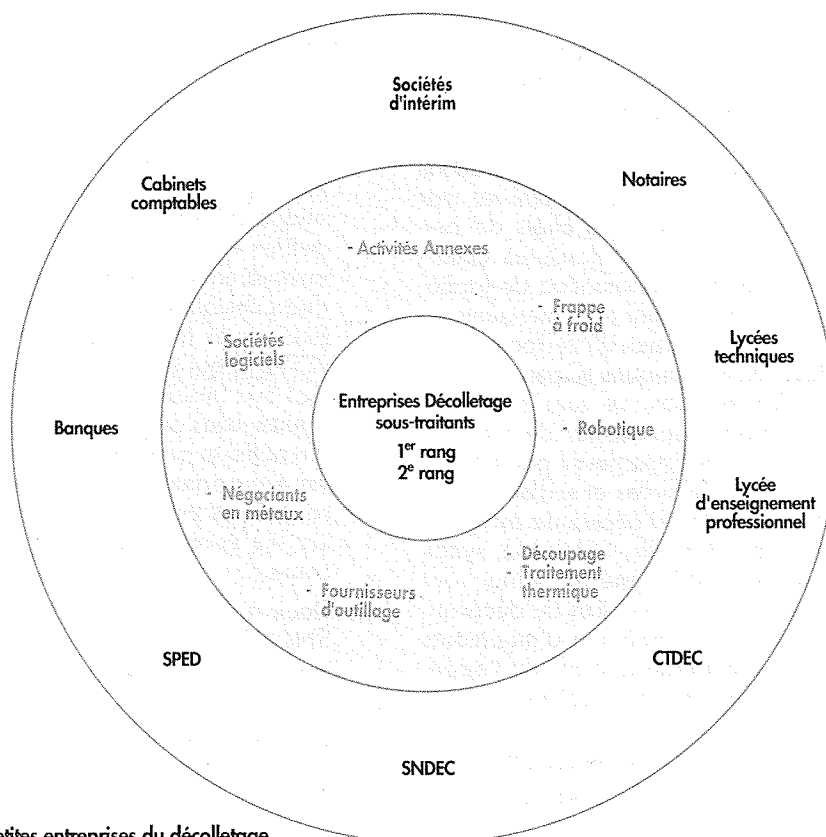 Sociétés
d'intérim
Cabinets
comptables
Notaires
- Activités Annexes
- Frappe
à froid
- Sociétés
logiciels
Lycées
techniques
Entreprises Décolletage
sous-traitants
1er rang
2e rang
Banques
- Robotique
- Négociants
en métaux
Lycée
d'enseignement
professionnel
- Découpage
- Traitement
thermique
- Fournisseurs
d'outillage
SPED
CTDEC
SNDEC
petites entreprises du décolletage